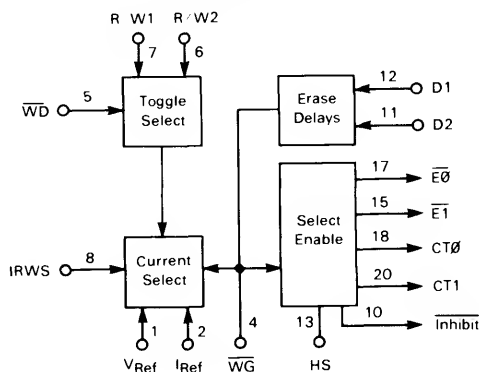 R W1
R/W2
7
6
WD
5
Toggle
Select
Erase
Delays
12
D1
11
D2
17
EØ
15
E1
Select
Enable
18
CTØ
20
CT1
10
Inhibit
IRWS
8
Current
Select
1
2
4
13
VRef
IRef
WG
HS